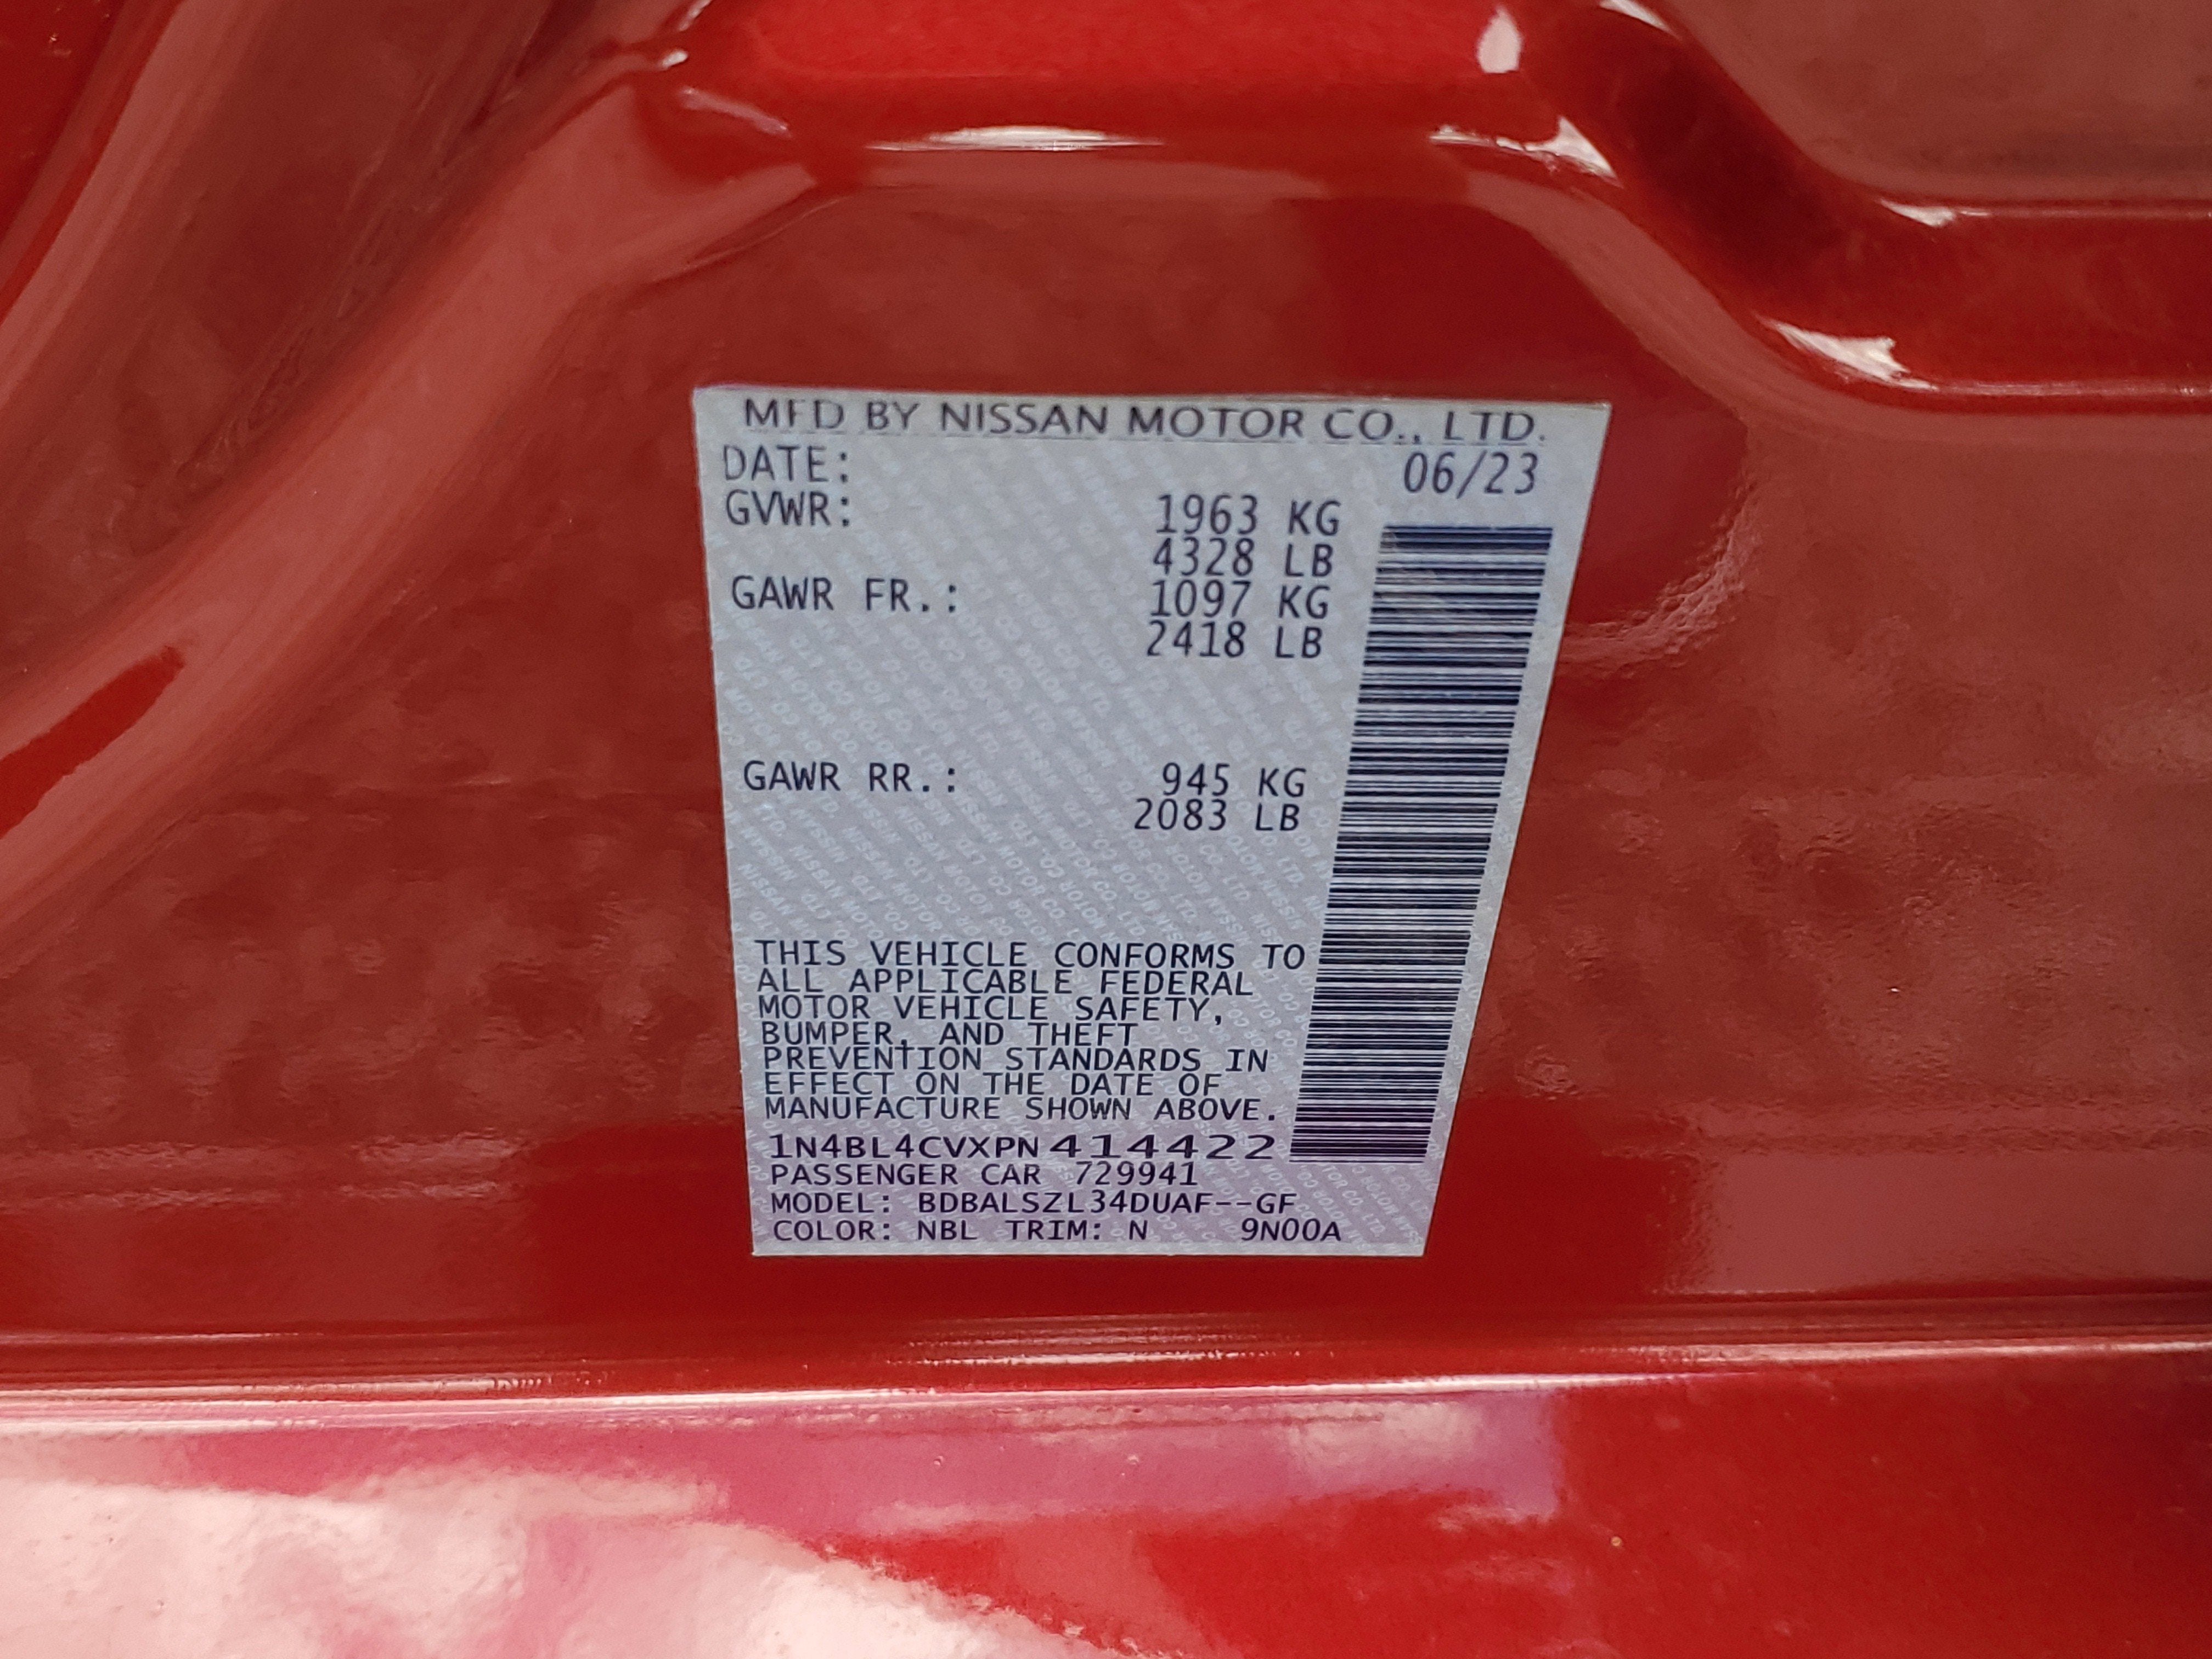 MFD BY NISSAN MOTOR CO., LTD.
DATE: 06/23
GVWR: 1963 KG
4328 LB
GAWR FR.: 1097 KG
2418 LB
GAWR RR.: 945 KG
2083 LB
THIS VEHICLE CONFORMS TO
ALL APPLICABLE FEDERAL
MOTOR VEHICLE SAFETY,
BUMPER, AND THEFT
PREVENTION STANDARDS IN
EFFECT ON THE DATE OF
MANUFACTURE SHOWN ABOVE.
1N4BL4CVXPN414422
PASSENGER CAR 729941
MODEL: BDBALSZL34DUAF--GF
COLOR: NBL TRIM: N 9N00A